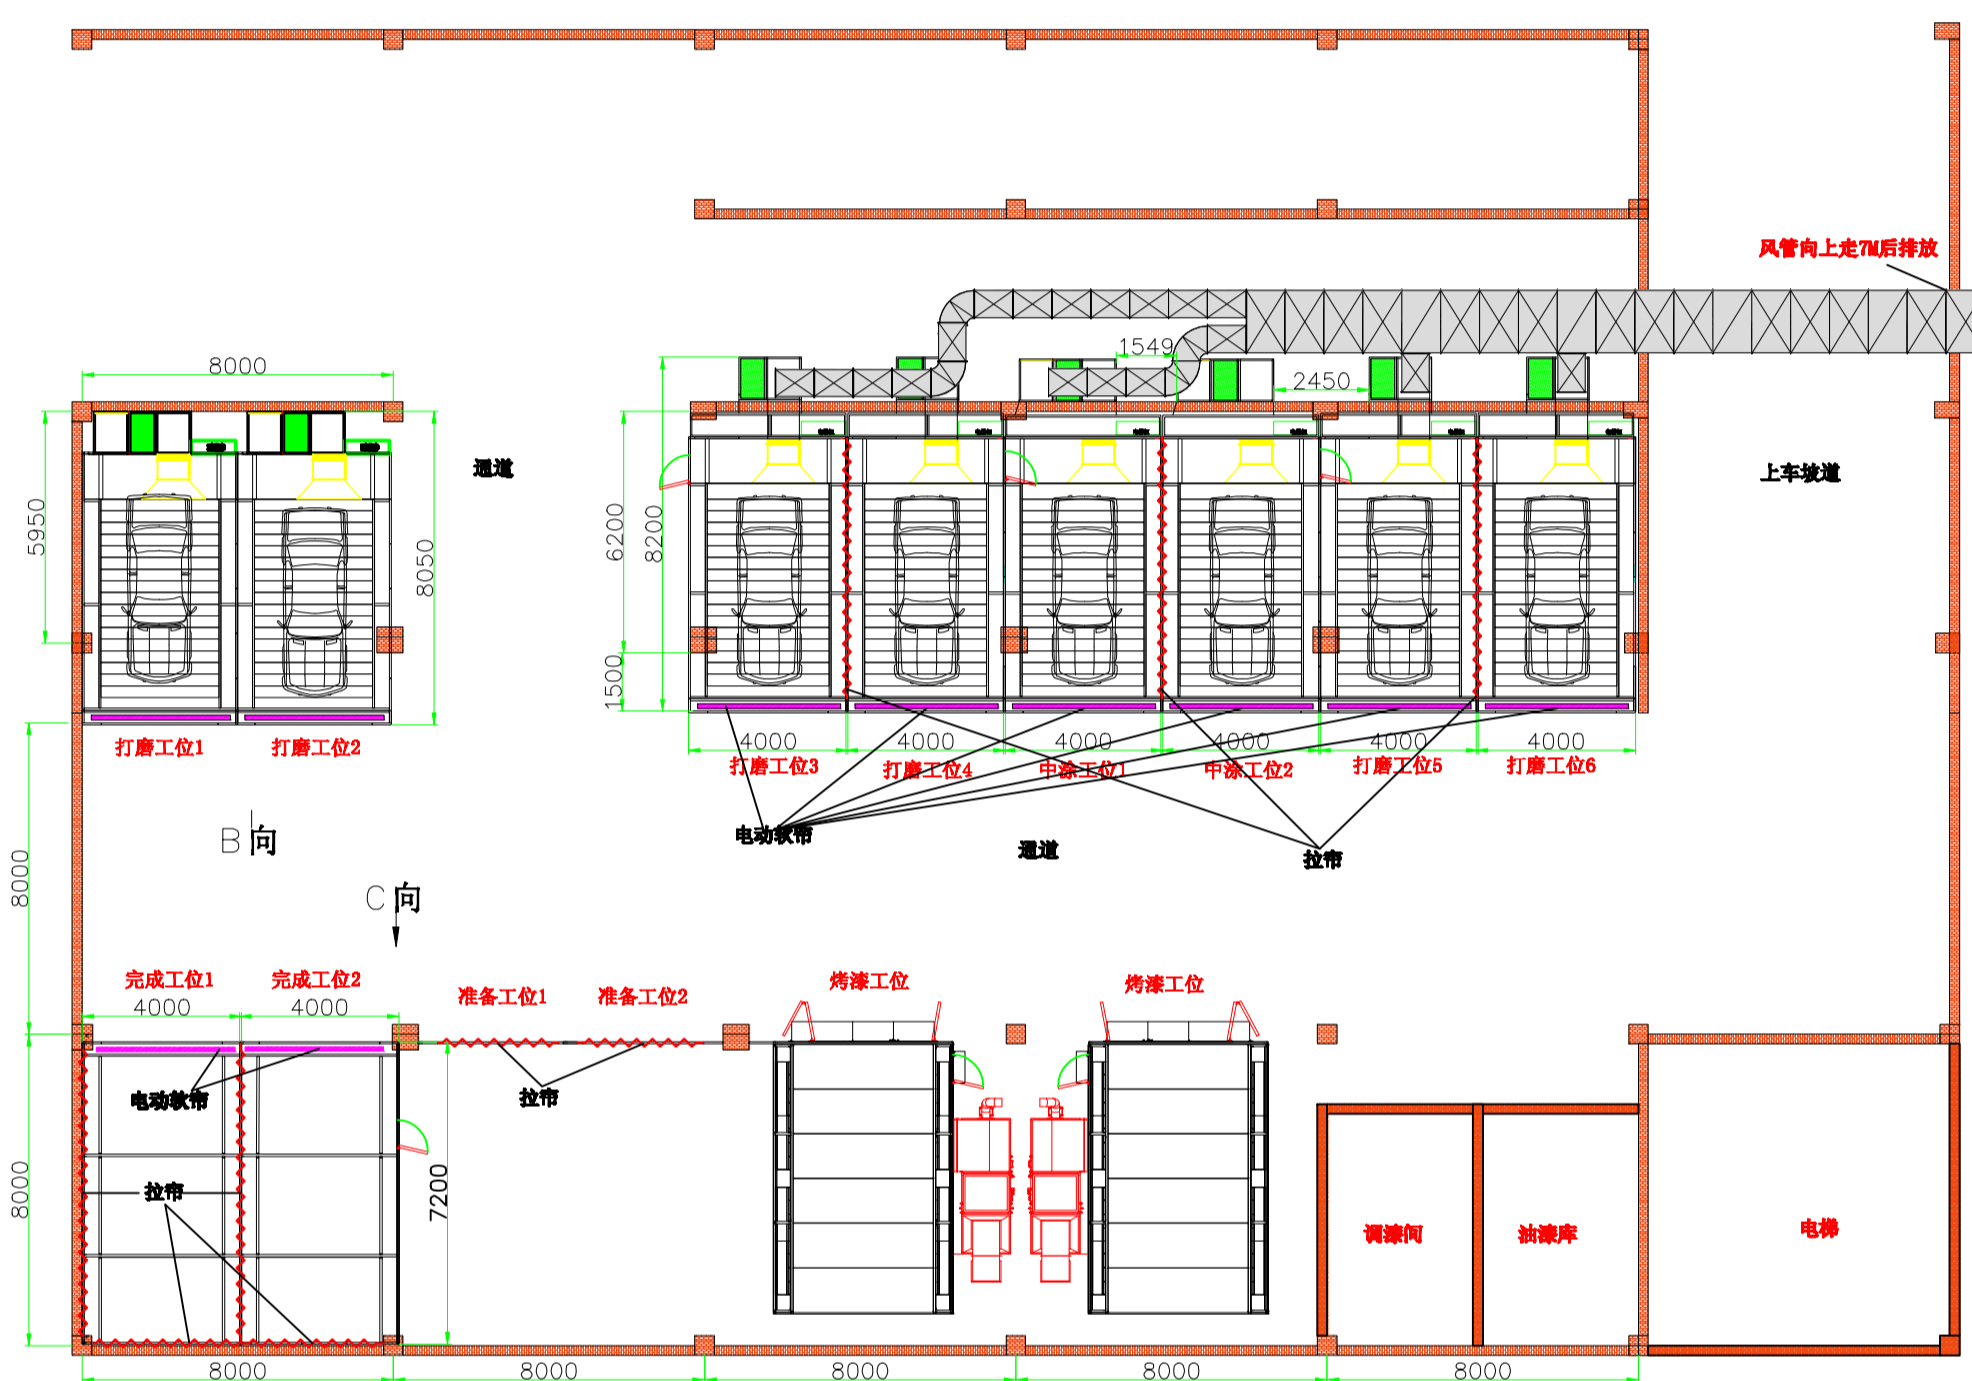 风管向上走7M后排放
1549
8000
2450
通道
上车坡道
5950
8050
6200
8200
1500
打磨工位1
打磨工位2
4000
4000
4000
4000
4000
4000
打磨工位3
打磨工位4
中涂工位1
中涂工位2
打磨工位5
打磨工位6
B向
电动软帘
通道
拉帘
8000
C向
完成工位1
完成工位2
准备工位1
准备工位2
烤漆工位
烤漆工位
4000
4000
电动软帘
拉帘
8000
拉帘
7200
调漆间
油漆库
电梯
8000
8000
8000
8000
8000